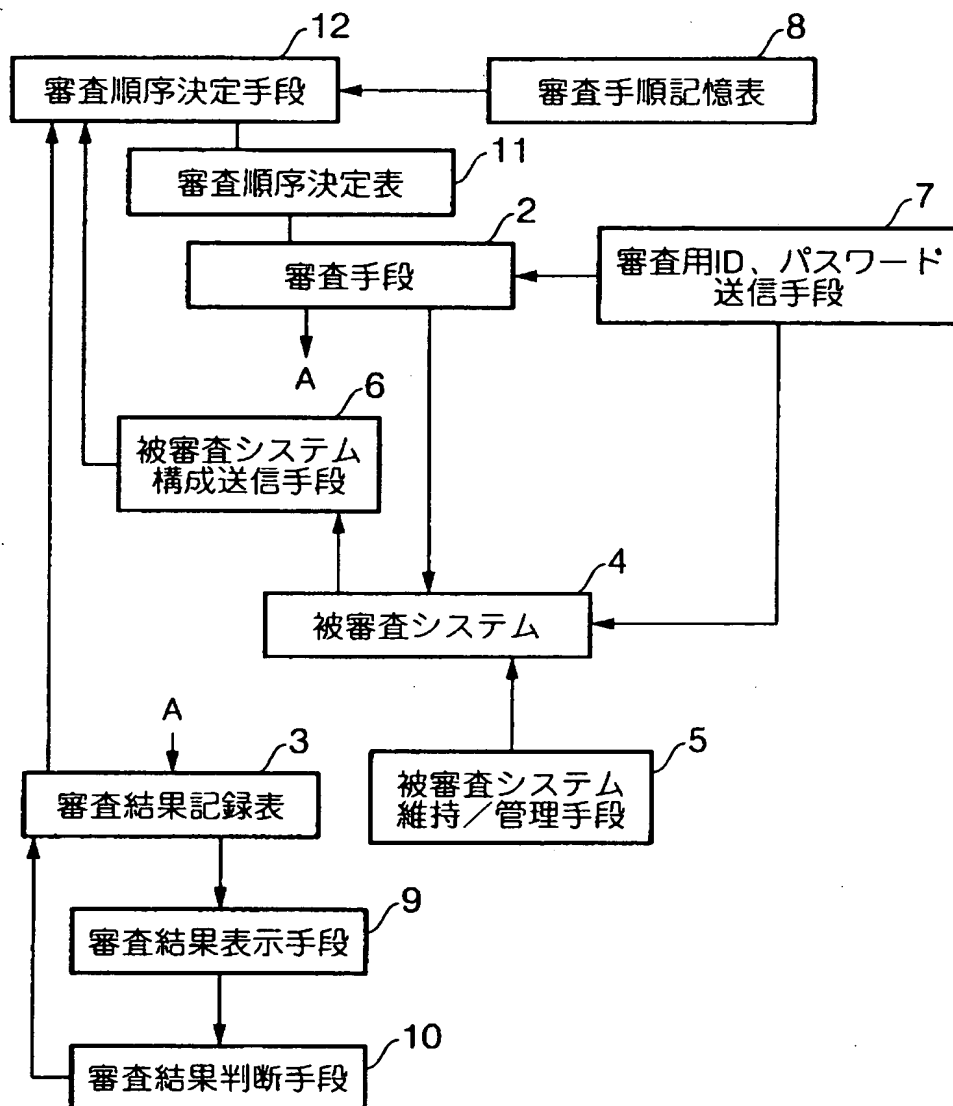 12
審査順序決定手段
8
審査手順記憶表
11
審査順序決定表
2
審査手段
7
審査用ID、パスワード
送信手段
A
6
被審査システム
構成送信手段
4
被審査システム
A
3
審査結果記録表
5
被審査システム
維持／管理手段
9
審査結果表示手段
10
審査結果判断手段